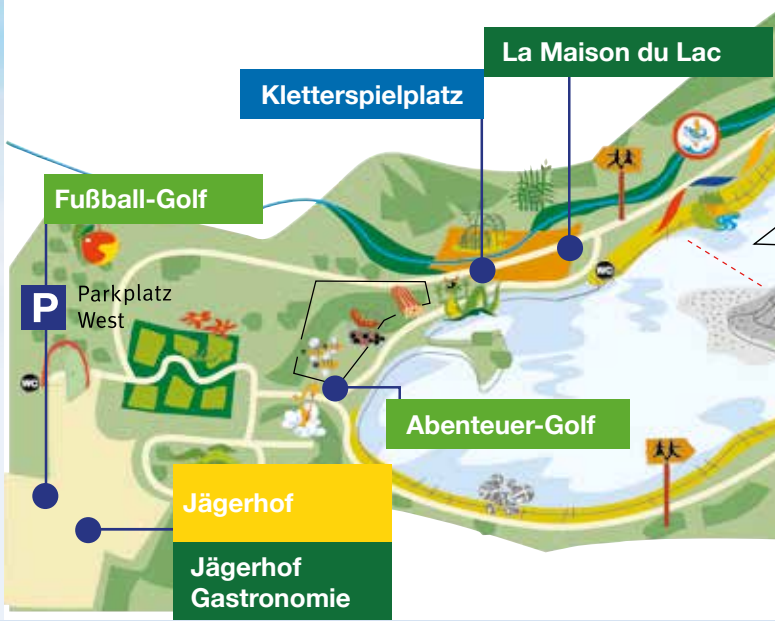 La Maison du Lac
Kletterspielplatz
Fußball-Golf
P
Parkplatz
West
WC
WC
Abenteuer-Golf
Jägerhof
Jägerhof
Gastronomie